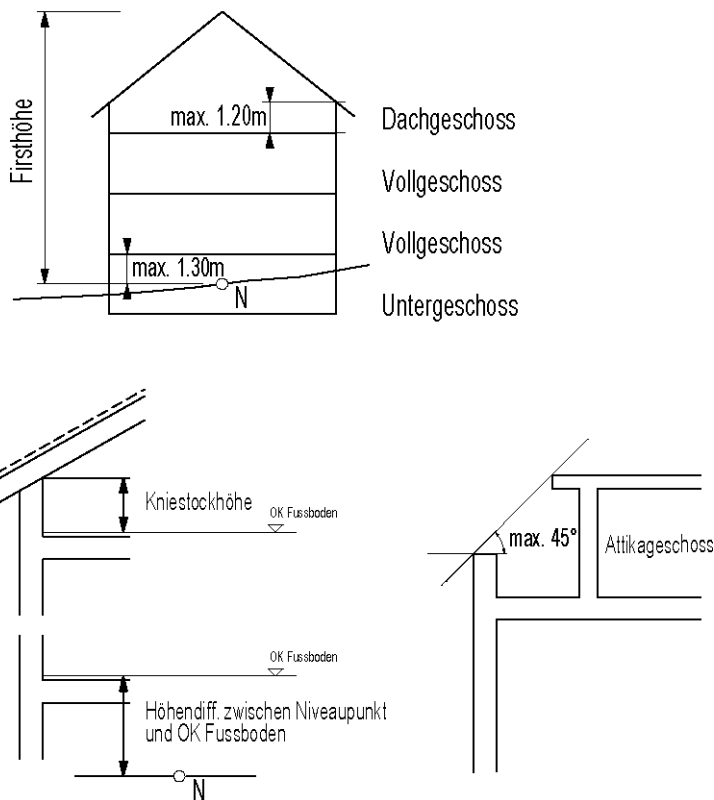 Firsthöhe
max. 1.20m
Dachgeschoss
Vollgeschoss
Vollgeschoss
max. 1.30m
N
Untergeschoss
Kniestockhöhe
OK Fussboden
max. 45°
Attikageschoss
OK Fussboden
Höhendiff. zwischen Niveaupunkt
und OK Fussboden
N